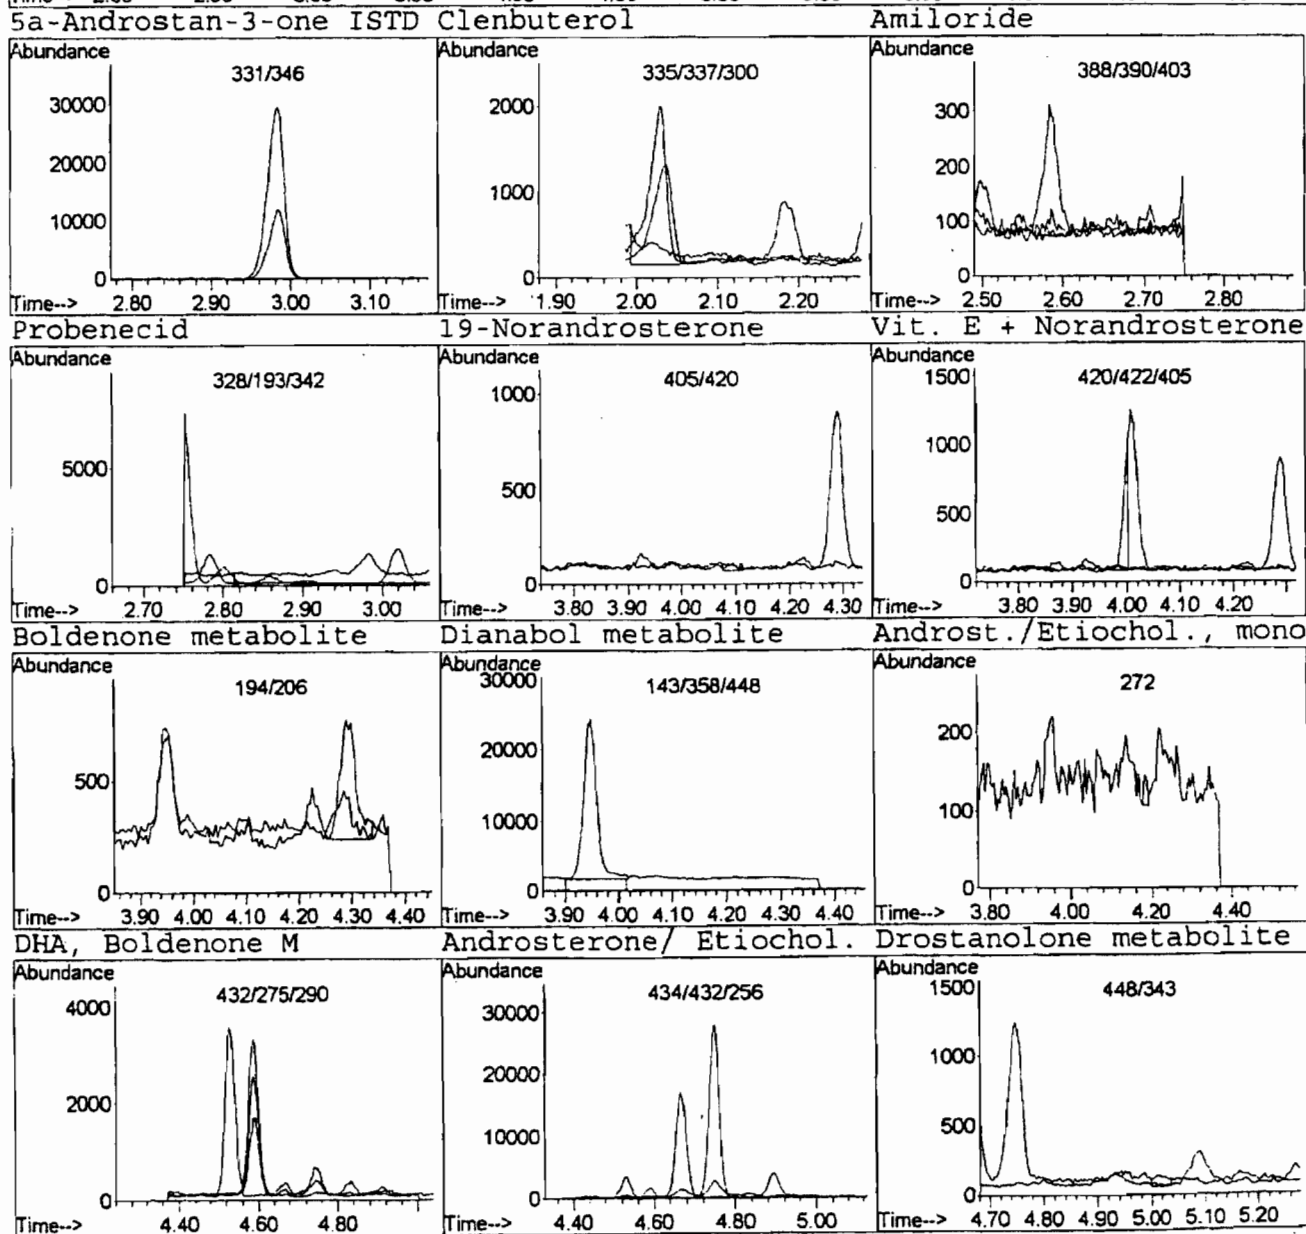 5a-Androstan-3-one ISTD Clenbuterol Amiloride
Abundance Abundance Abundance
331/346 335/337/300 388/390/403
30000 2000 300
20000 200
10000 1000 100
0 0 0
Time--> 2.80 2.90 3.00 3.10 Time--> 1.90 2.00 2.10 2.20 Time--> 2.50 2.60 2.70 2.80
Probenecid 19-Norandrosterone Vit. E + Norandrosterone
Abundance Abundance Abundance
328/193/342 405/420 420/422/405
5000 1000 1500
0 500 1000
0 500
0
Time--> 2.70 2.80 2.90 3.00 Time--> 3.80 3.90 4.00 4.10 4.20 4.30 Time--> 3.80 3.90 4.00 4.10 4.20
Boldenone metabolite Dianabol metabolite Androst./Etiochol., mono
Abundance Abundance Abundance
194/206 143/358/448 272
500 30000 200
0 20000 100
10000 0
0
Time--> 3.90 4.00 4.10 4.20 4.30 4.40 Time--> 3.90 4.00 4.10 4.20 4.30 4.40 Time--> 3.80 4.00 4.20 4.40
DHA, Boldenone M Androsterone/ Etiochol. Drostanolone metabolite
Abundance Abundance Abundance
432/275/290 434/432/256 448/343
4000 30000 1500
2000 20000 1000
0 10000 500
0 0
Time--> 4.40 4.60 4.80 Time--> 4.40 4.60 4.80 5.00 Time--> 4.70 4.80 4.90 5.00 5.10 5.20